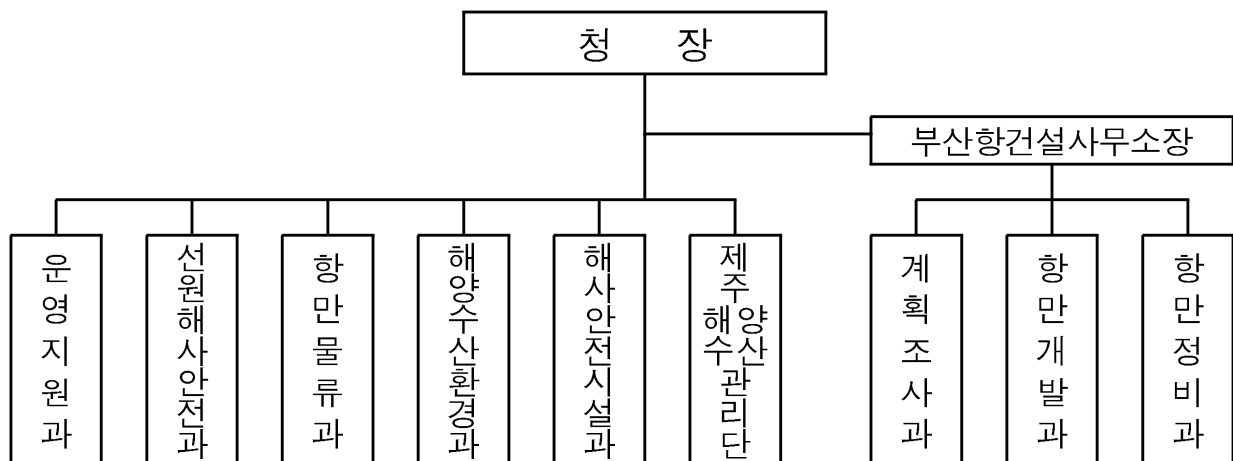 청 장
부산항건설사무소장
운영지원과
선원해사안전과
항만물류과
해양수산환경과
해사안전시설과
제주해양수산관리단
계획조사과
항만개발과
항만정비과